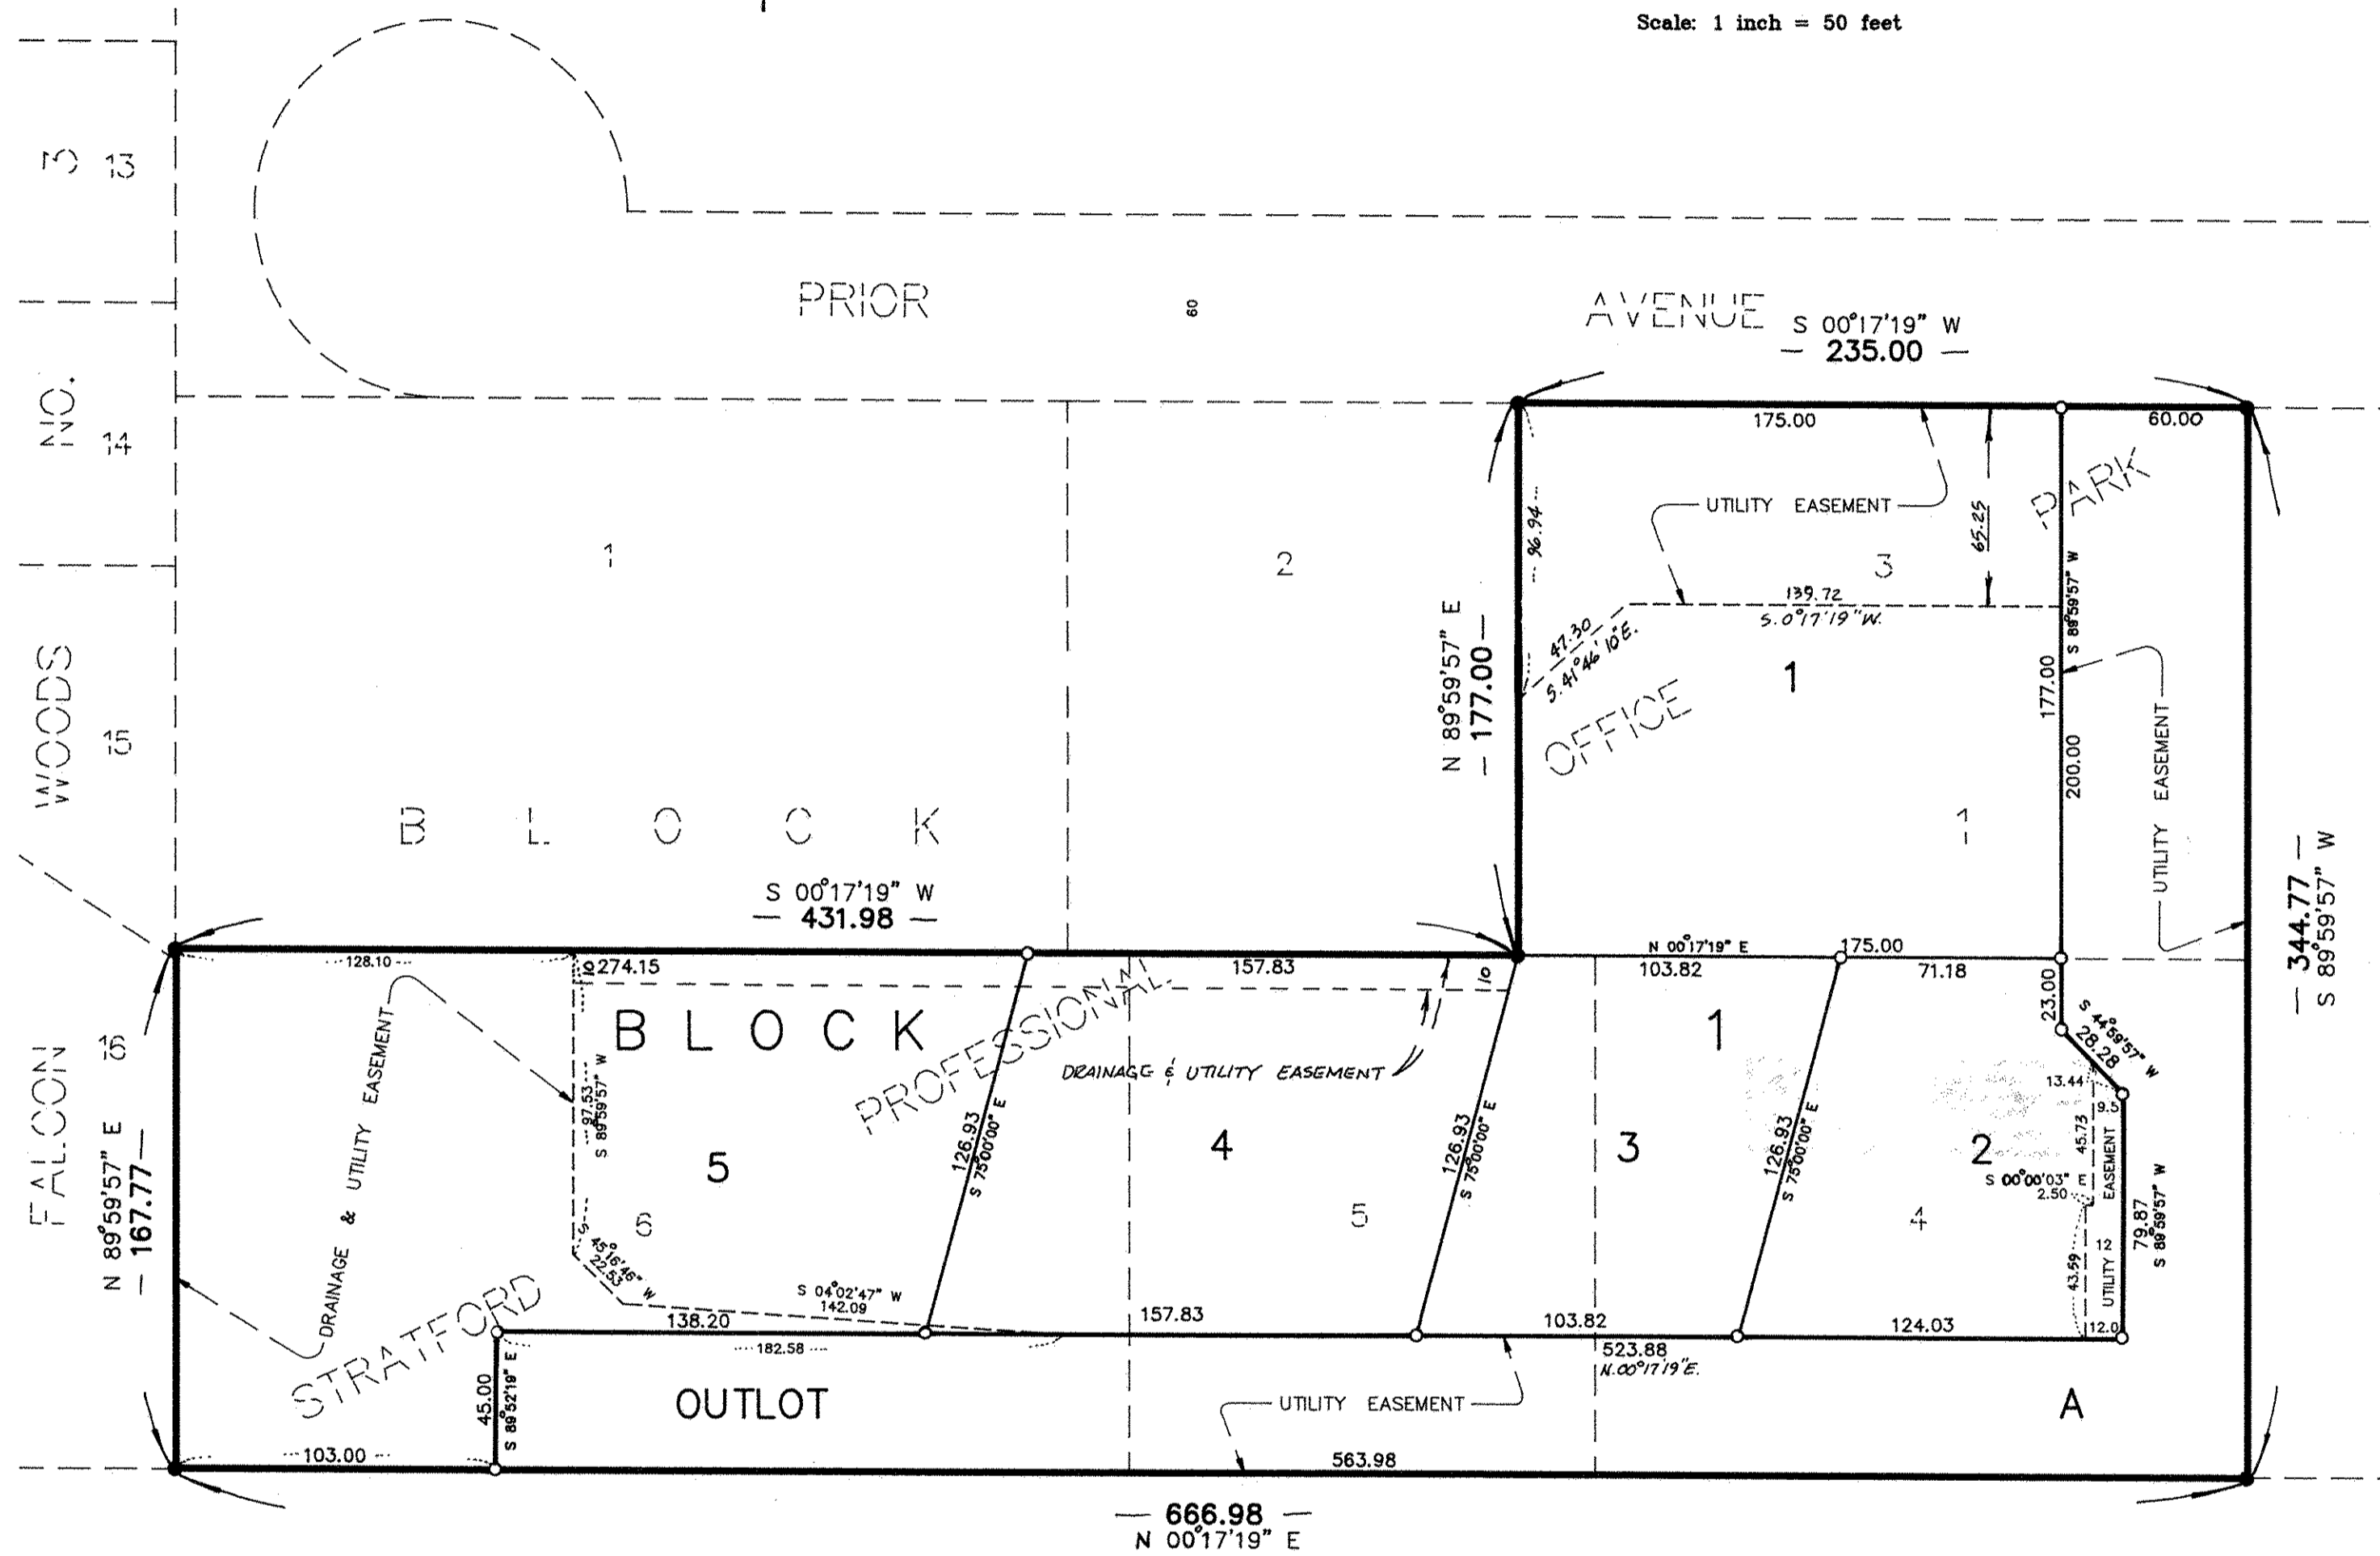 Scale: 1 inch = 50 feet
3
13
NO.
14
WOODS
15
FALCON
16
PRIOR
60
AVENUE
S 00°17'19" W
— 235.00 —
175.00
60.00
PARK
UTILITY EASEMENT
65.25
96.94
3
139.72
S. 0°17'19" W.
47.30
S. 41°46'10" E.
1
OFFICE
1
N 89°59'57" E
— 177.00 —
S 89°59'57" W
177.00
200.00
UTILITY EASEMENT
1
2
B L O C K
S 00°17'19" W
— 431.98 —
— 344.77 —
S 89°59'57" W
128.10
10
274.15
157.83
10
N 00°17'19" E
175.00
103.82
71.18
23.00
S 44°59'57" W
28.28
B L O C K
1
PROFESSIONAL
DRAINAGE & UTILITY EASEMENT
DRAINAGE & UTILITY EASEMENT
97.53
S 89°59'57" W
126.93
S 75°00'00" E
126.93
S 75°00'00" E
126.93
S 75°00'00" E
13.44
9.5
45.73
S 00°00'03" E
2.50
43.59
12
UTILITY EASEMENT
12.0
79.87
S 89°59'57" W
5
4
3
2
6
5
4
N 89°59'57" E
— 167.77 —
S 45°16'46" W
22.53
S 04°02'47" W
142.09
STRATFORD
138.20
157.83
103.82
124.03
182.58
523.88
N. 00°17'19" E.
45.00
S 89°52'19" E
OUTLOT
UTILITY EASEMENT
A
103.00
563.98
— 666.98 —
N 00°17'19" E